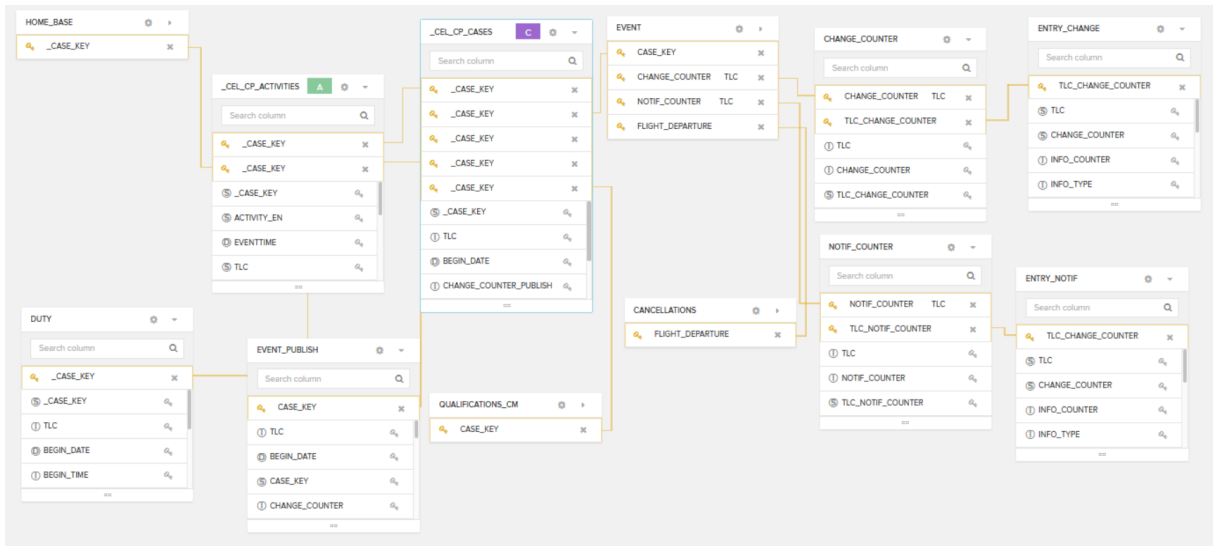 HOME_BASE
_CASE_KEY
_CEL_CP_ACTIVITIES A
Search column
_CASE_KEY
_CASE_KEY
_CASE_KEY
ACTIVITY_EN
EVENTTIME
TLC
_CEL_CP_CASES C
Search column
_CASE_KEY
_CASE_KEY
_CASE_KEY
_CASE_KEY
_CASE_KEY
_CASE_KEY
TLC
BEGIN_DATE
CHANGE_COUNTER_PUBLISH
EVENT
CASE_KEY
CHANGE_COUNTER TLC
NOTIF_COUNTER TLC
FLIGHT_DEPARTURE
CHANGE_COUNTER
Search column
CHANGE_COUNTER TLC
TLC_CHANGE_COUNTER
TLC
CHANGE_COUNTER
TLC_CHANGE_COUNTER
ENTRY_CHANGE
Search column
TLC_CHANGE_COUNTER
TLC
CHANGE_COUNTER
INFO_COUNTER
INFO_TYPE
DUTY
Search column
_CASE_KEY
_CASE_KEY
TLC
BEGIN_DATE
BEGIN_TIME
EVENT_PUBLISH
Search column
CASE_KEY
TLC
BEGIN_DATE
CASE_KEY
CHANGE_COUNTER
QUALIFICATIONS_CM
CASE_KEY
CANCELLATIONS
FLIGHT_DEPARTURE
NOTIF_COUNTER
Search column
NOTIF_COUNTER TLC
TLC_NOTIF_COUNTER
TLC
NOTIF_COUNTER
TLC_NOTIF_COUNTER
ENTRY_NOTIF
Search column
TLC_CHANGE_COUNTER
TLC
CHANGE_COUNTER
INFO_COUNTER
INFO_TYPE